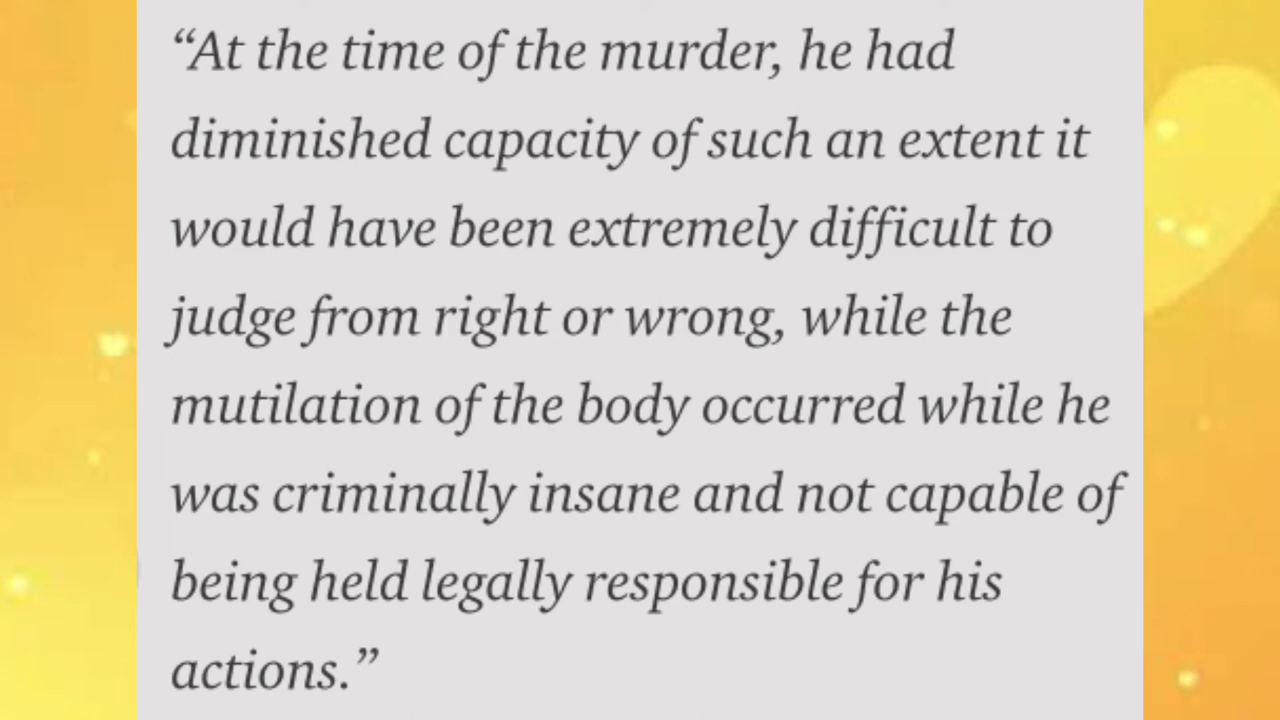 “At the time of the murder, he had
diminished capacity of such an extent it
would have been extremely difficult to
judge from right or wrong, while the
mutilation of the body occurred while he
was criminally insane and not capable of
being held legally responsible for his
actions.”